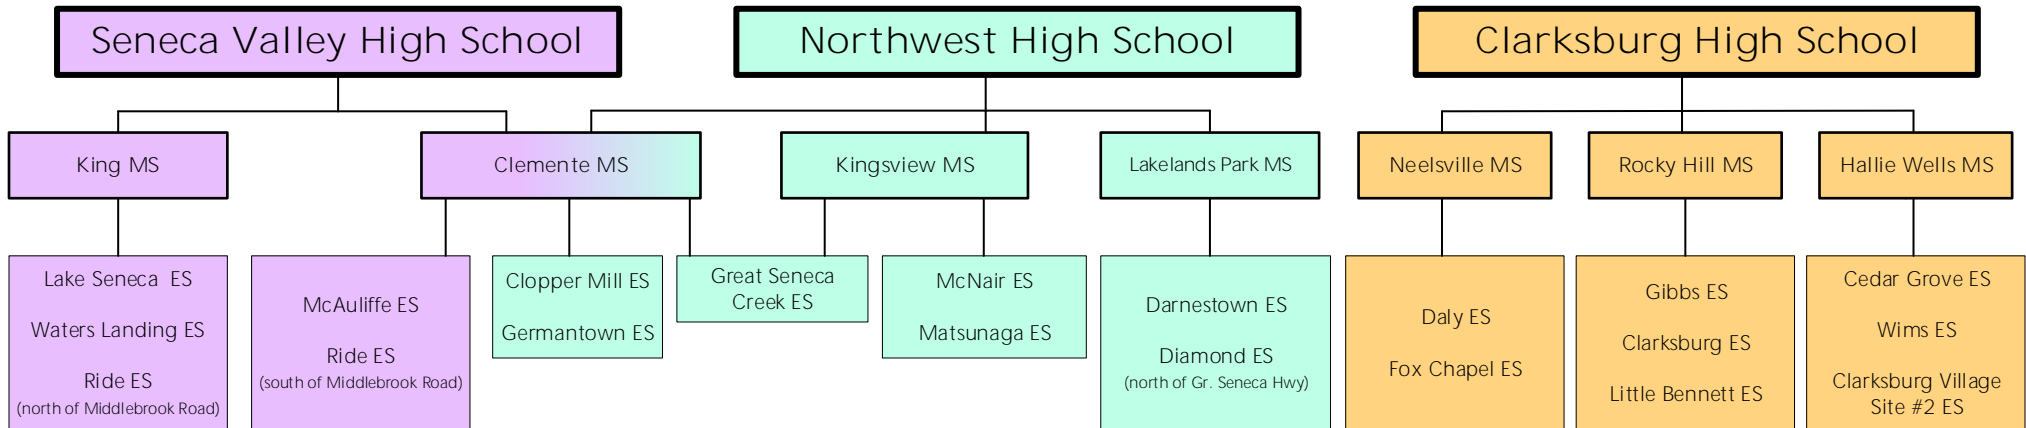 Seneca Valley High School
Northwest High School
Clarksburg High School
King MS
Clemente MS
Kingsview MS
Lakelands Park MS
Neelsville MS
Rocky Hill MS
Hallie Wells MS
Lake Seneca ES
Waters Landing ES
Ride ES
(north of Middlebrook Road)
McAuliffe ES
Ride ES
(south of Middlebrook Road)
Clopper Mill ES
Germantown ES
Great Seneca
Creek ES
McNair ES
Matsunaga ES
Darnestown ES
Diamond ES
(north of Gr. Seneca Hwy)
Daly ES
Fox Chapel ES
Gibbs ES
Clarksburg ES
Little Bennett ES
Cedar Grove ES
Wims ES
Clarksburg Village
Site #2 ES